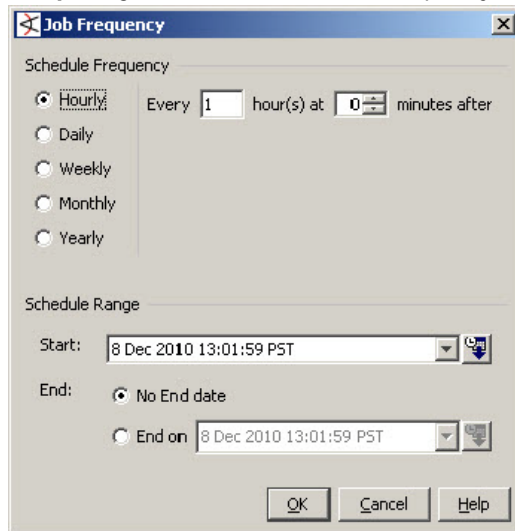 Job Frequency
Schedule Frequency
Hourly Every 1 hour(s) at 0 minutes after
Daily
Weekly
Monthly
Yearly
Schedule Range
Start: 8 Dec 2010 13:01:59 PST
End: No End date
End on 8 Dec 2010 13:01:59 PST
OK Cancel Help